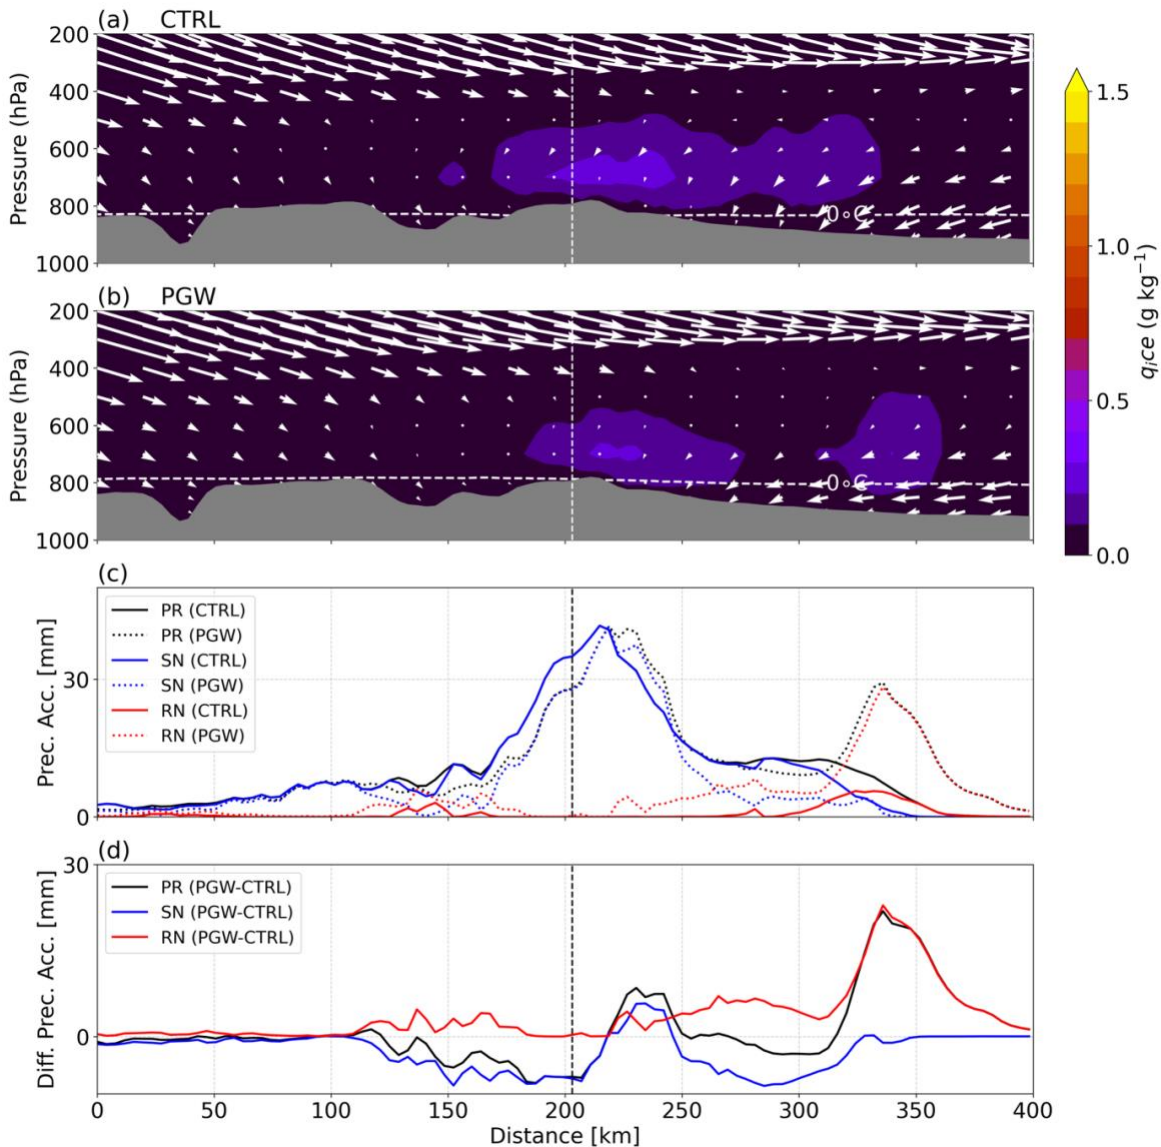 (a) CTRL
200
400
600
800
1000
Pressure (hPa)
0∘C
(b) PGW
200
400
600
800
1000
Pressure (hPa)
0∘C
1.5
1.0
0.5
0.0
q_ice (g kg⁻¹)
(c)
PR (CTRL)
PR (PGW)
SN (CTRL)
SN (PGW)
RN (CTRL)
RN (PGW)
30
0
Prec. Acc. [mm]
(d)
PR (PGW-CTRL)
SN (PGW-CTRL)
RN (PGW-CTRL)
30
0
Diff. Prec. Acc. [mm]
0 50 100 150 200 250 300 350 400
Distance [km]